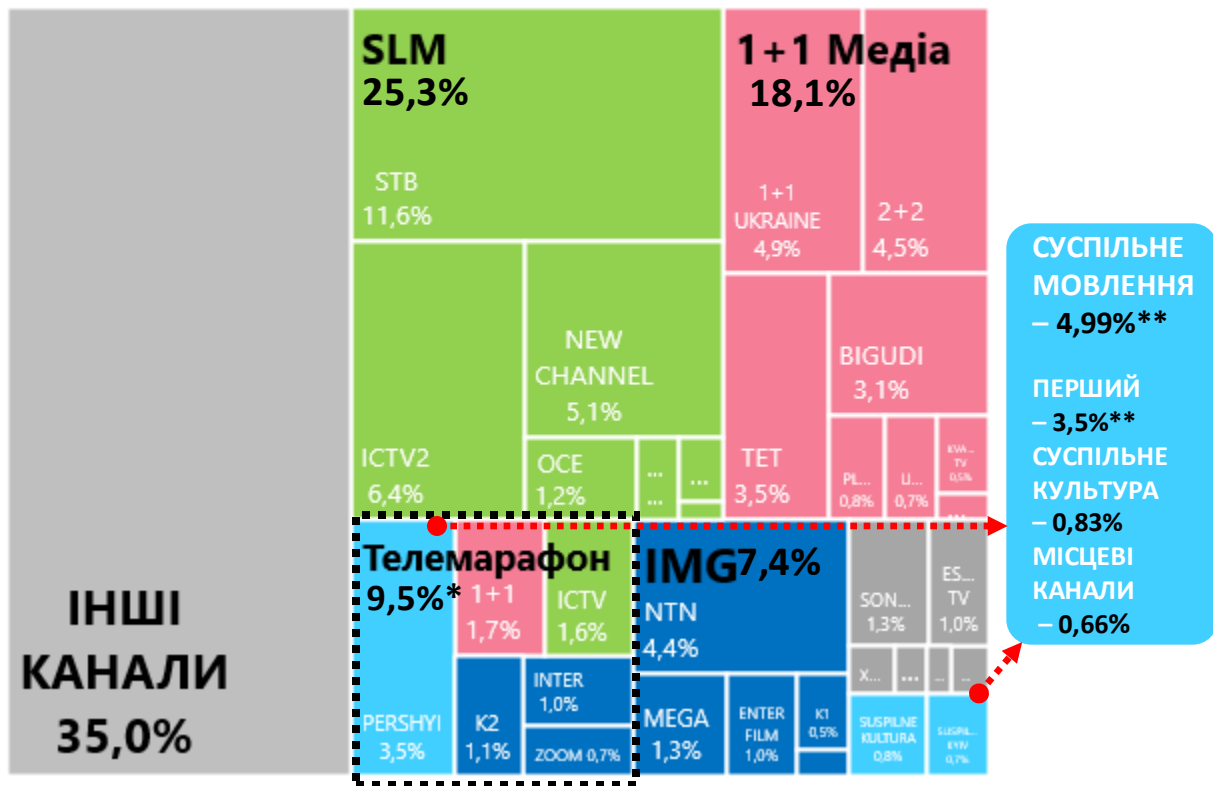 ІНШІ
КАНАЛИ
35,0%
SLM
25,3%
STB
11,6%
ICTV2
6,4%
NEW
CHANNEL
5,1%
OCE
1,2%
...
...
...
1+1 Медіа
18,1%
1+1
UKRAINE
4,9%
2+2
4,5%
TET
3,5%
BIGUDI
3,1%
PL...
0,8%
LI...
0,7%
KVA...
TV
0,5%
...
Телемарафон
9,5%*
PERSHYI
3,5%
1+1
1,7%
ICTV
1,6%
K2
1,1%
INTER
1,0%
ZOOM 0,7%
IMG 7,4%
NTN
4,4%
MEGA
1,3%
ENTER
FILM
1,0%
K1
0,5%
SON...
1,3%
ES...
TV
1,0%
X...
...
...
...
SUSPILNE
KULTURA
0,8%
SUSPIL...
KYIV
0,7%
СУСПІЛЬНЕ
МОВЛЕННЯ
– 4,99%**
ПЕРШИЙ
– 3,5%**
СУСПІЛЬНЕ
КУЛЬТУРА
– 0,83%
МІСЦЕВІ
КАНАЛИ
– 0,66%